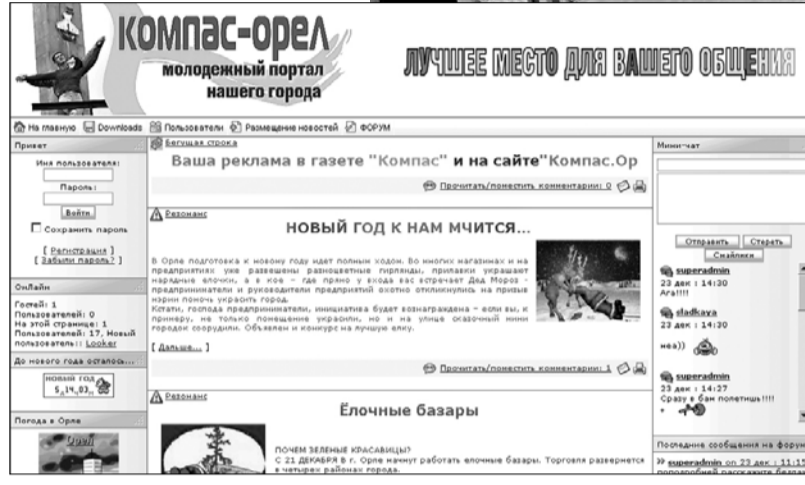 КОМПАС-ОРЕЛ
молодежный портал
нашего города
ЛУЧШЕЕ МЕСТО ДЛЯ ВАШЕГО ОБЩЕНИЯ
На главную Downloads Пользователи Размещение новостей ФОРУМ
Привет
Имя пользователя:
Пароль:
Войти
Сохранить пароль
[ Регистрация ]
[ Забыли пароль? ]
ОнЛайн
Гостей: 1
Пользователей: 0
На этой странице: 1
Пользователей: 17, Новый
пользователь:: Looker
До нового года осталось...
НОВЫЙ ГОД
5д14ч03м
Погода в Орле
Орел
Бегущая строка
Ваша реклама в газете "Компас" и на сайте"Компас.Ор
Прочитать/поместить комментарии: 0
Резонанс
НОВЫЙ ГОД К НАМ МЧИТСЯ...
В Орле подготовка к новому году идет полным ходом. Во многих магазинах и на
предприятиях уже развешены разноцветные гирлянды, прилавки украшают
нарядные елочки, а в кое – где прямо у входа вас встречает Дед Мороз -
предприниматели и руководители предприятий охотно откликнулись на призыв
мэрии помочь украсить город.
Кстати, господа предприниматели, инициатива будет вознаграждена – если вы, к
примеру, не только помещение украсили, но и на улице сказочный мини
городок соорудили. Объявлен и конкурс на лучшую елку.
[ Дальше... ]
Прочитать/поместить комментарии: 1
Резонанс
Ёлочные базары
ПОЧЕМ ЗЕЛЕНЫЕ КРАСАВИЦЫ?
С 21 ДЕКАБРЯ В г. Орле начнут работать елочные базары. Торговля развернется
в четырех районах города.
Мини-чат
Отправить Стереть
Смайлики
superadmin
23 дек : 14:30
Ага!!!!
sladkaya
23 дек : 14:30
неа))
superadmin
23 дек : 14:27
Сразу в бан полетишь!!!!
Последние сообщения на форум
superadmin on 23 дек : 11:15